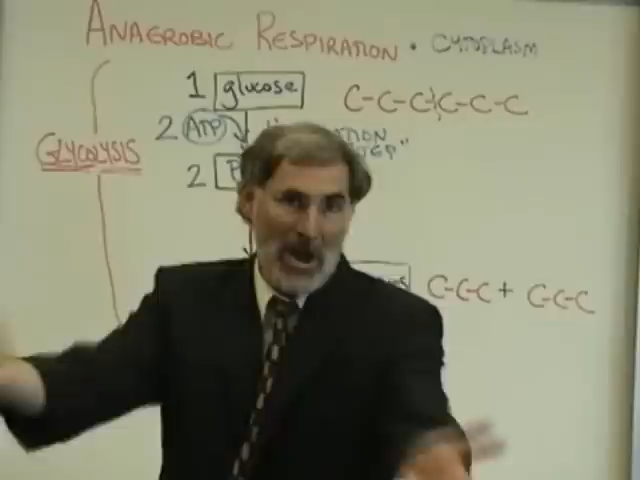 ANAEROBIC RESPIRATION • CYTOPLASM
1 glucose C-C-C-C-C-C
2 ATP
GLYCOLYSIS
2 P
C-C-C + C-C-C